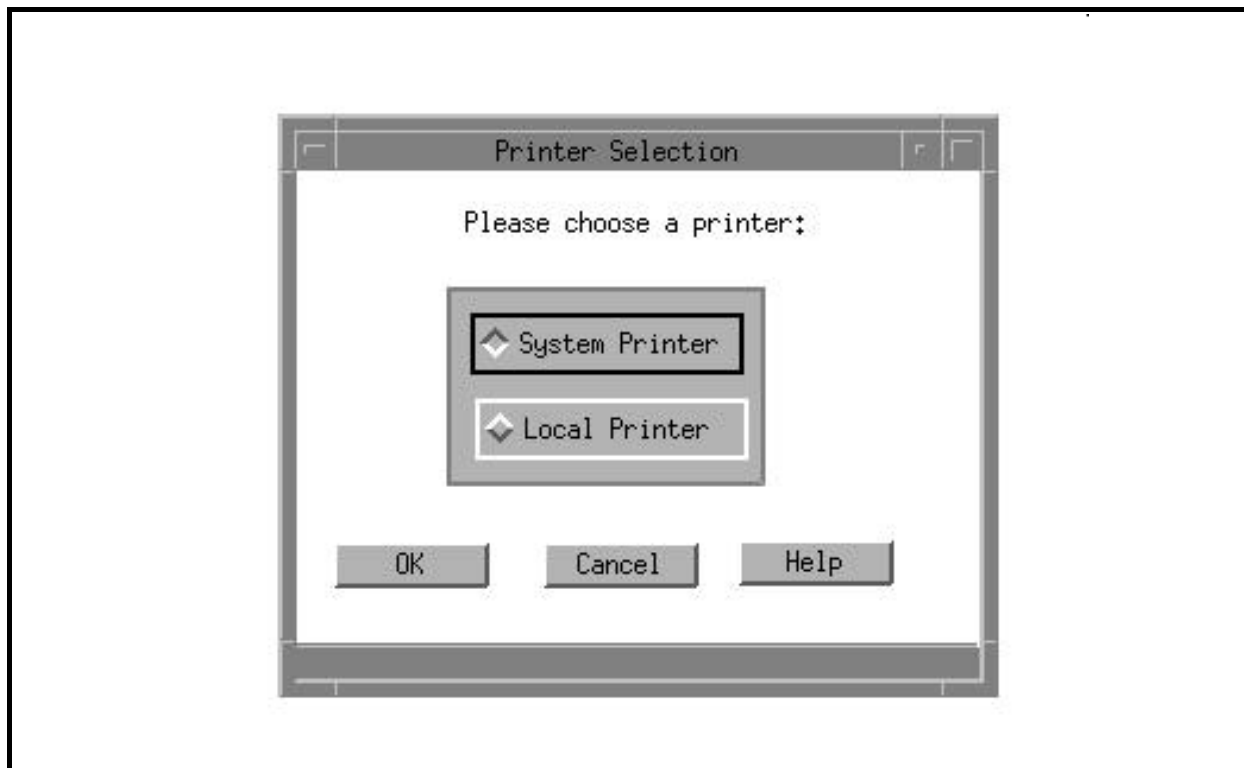 Printer Selection
Please choose a printer:
System Printer
Local Printer
OK Cancel Help